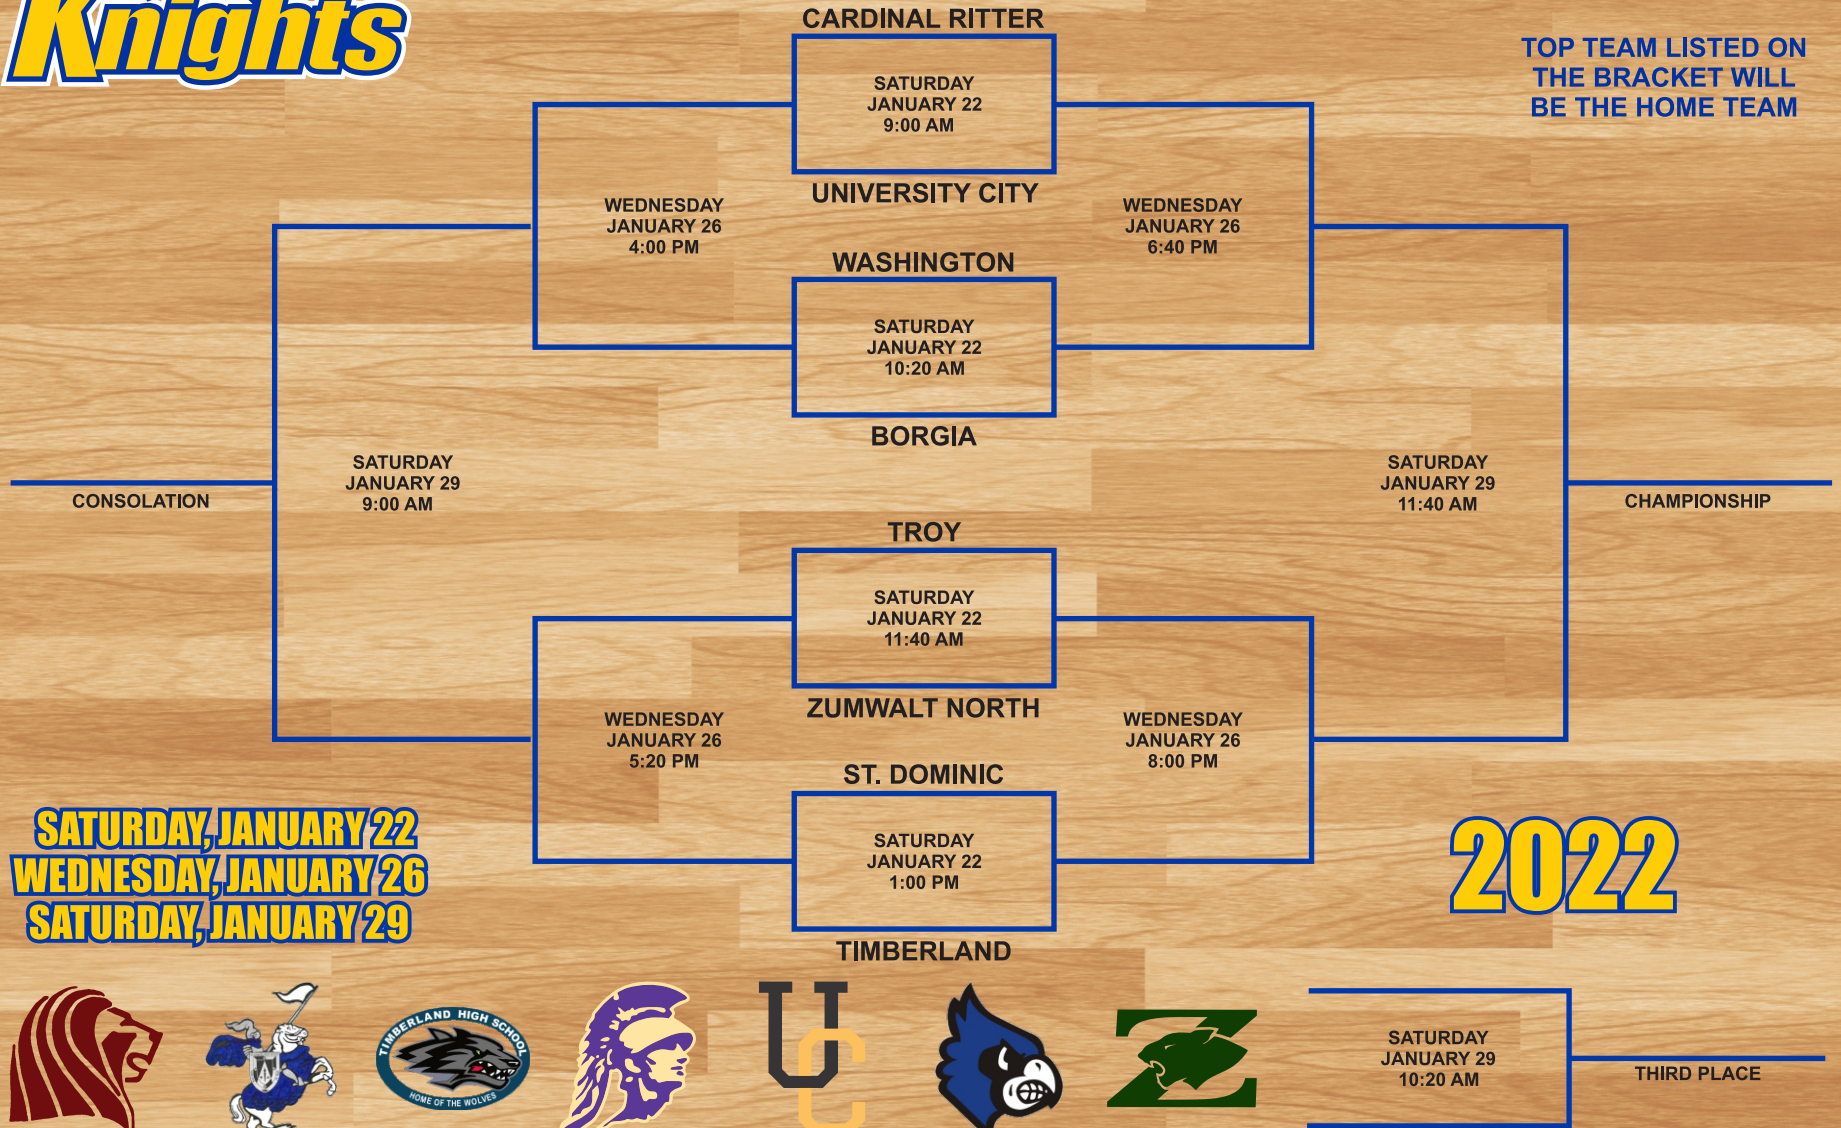 Knights
CARDINAL RITTER
TOP TEAM LISTED ON
THE BRACKET WILL
BE THE HOME TEAM
SATURDAY
JANUARY 22
9:00 AM
UNIVERSITY CITY
WEDNESDAY
JANUARY 26
4:00 PM
WEDNESDAY
JANUARY 26
6:40 PM
WASHINGTON
SATURDAY
JANUARY 22
10:20 AM
BORGIA
SATURDAY
JANUARY 29
9:00 AM
CONSOLATION
SATURDAY
JANUARY 29
11:40 AM
CHAMPIONSHIP
TROY
SATURDAY
JANUARY 22
11:40 AM
ZUMWALT NORTH
WEDNESDAY
JANUARY 26
5:20 PM
WEDNESDAY
JANUARY 26
8:00 PM
ST. DOMINIC
SATURDAY
JANUARY 22
1:00 PM
TIMBERLAND
SATURDAY, JANUARY 22
WEDNESDAY, JANUARY 26
SATURDAY, JANUARY 29
2022
TIMBERLAND HIGH SCHOOL
HOME OF THE WOLVES
UC
Z
SATURDAY
JANUARY 29
10:20 AM
THIRD PLACE